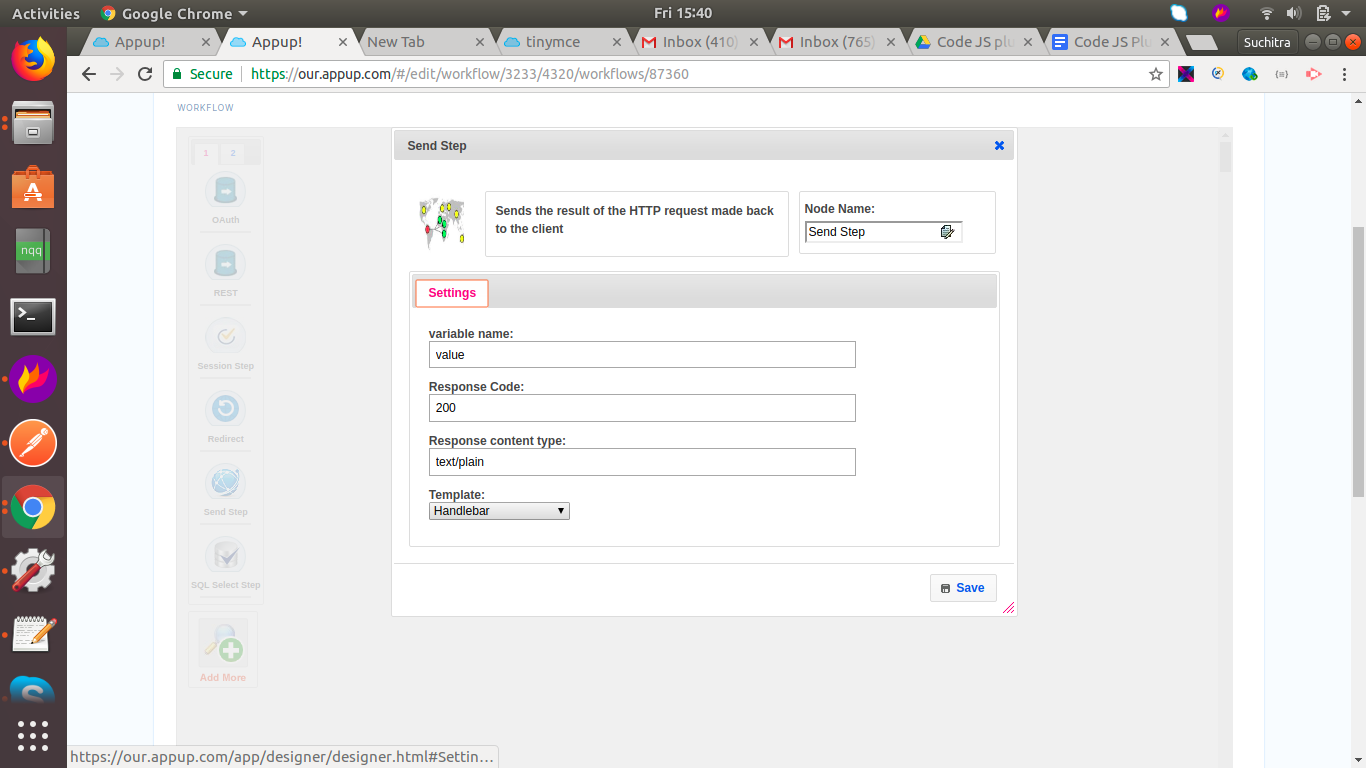 Activities
Google Chrome
Fri 15:40
Appup!
Appup!
New Tab
tinymce
Inbox (410)
Inbox (765)
Code JS plu
Code JS Plu
Suchitra
Secure
https://our.appup.com/#/edit/workflow/3233/4320/workflows/87360
WORKFLOW
Send Step
1 2
OAuth
REST
Session Step
Redirect
Send Step
SQL Select Step
Add More
nqq
Sends the result of the HTTP request made back
to the client
Node Name:
Send Step
Settings
variable name:
value
Response Code:
200
Response content type:
text/plain
Template:
Handlebar
Save
https://our.appup.com/app/designer/designer.html#Settin...